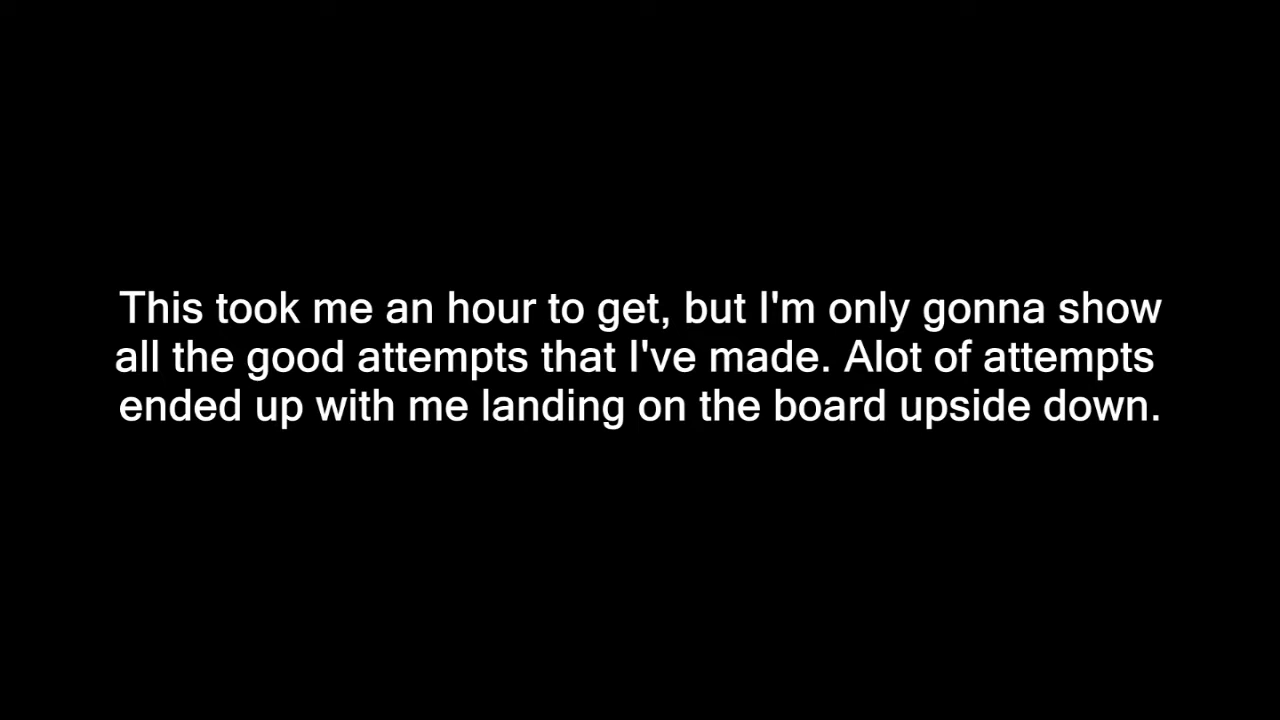 This took me an hour to get, but I'm only gonna show
all the good attempts that I've made. Alot of attempts
ended up with me landing on the board upside down.